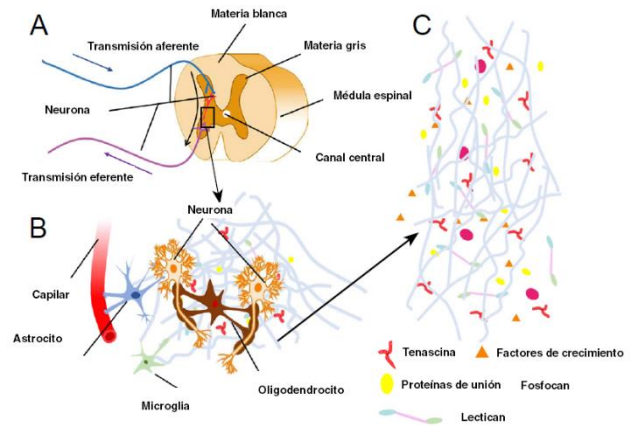 A
Materia blanca
Transmisión aferente
Materia gris
Neurona
Médula espinal
Canal central
Transmisión eferente
B
Neurona
Capilar
Astrocito
Microglia
Oligodendrocito
C
Tenascina
Factores de crecimiento
Proteínas de unión
Fosfocan
Lectican